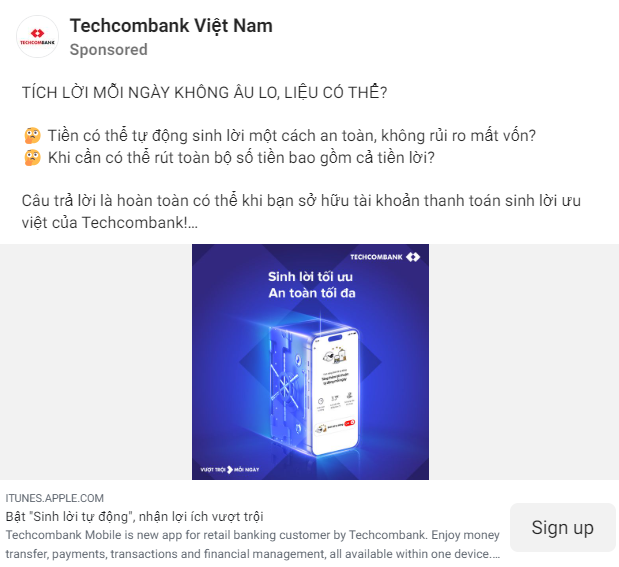 Techcombank Việt Nam
TECHCOMBANK
Sponsored
TÍCH LỜI MỖI NGÀY KHÔNG ÂU LO, LIỆU CÓ THỂ?
Tiền có thể tự động sinh lời một cách an toàn, không rủi ro mất vốn?
Khi cần có thể rút toàn bộ số tiền bao gồm cả tiền lời?
Câu trả lời là hoàn toàn có thể khi bạn sở hữu tài khoản thanh toán sinh lời ưu
việt của Techcombank!...
TECHCOMBANK
Sinh lời tối ưu
An toàn tối đa
VƯỢT TRỘI MỖI NGÀY
ITUNES.APPLE.COM
Bật "Sinh lời tự động", nhận lợi ích vượt trội
Techcombank Mobile is new app for retail banking customer by Techcombank. Enjoy money
transfer, payments, transactions and financial management, all available within one device....
Sign up